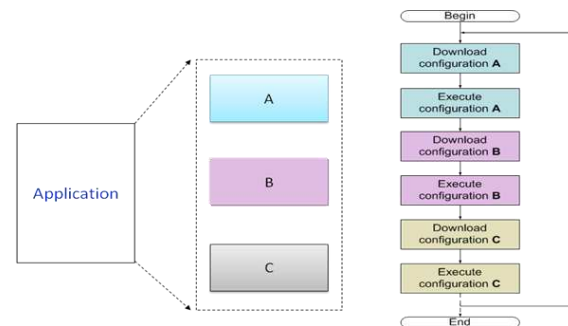 Application
A
B
C
Begin
Download
configuration A
Execute
configuration A
Download
configuration B
Execute
configuration B
Download
configuration C
Execute
configuration C
End